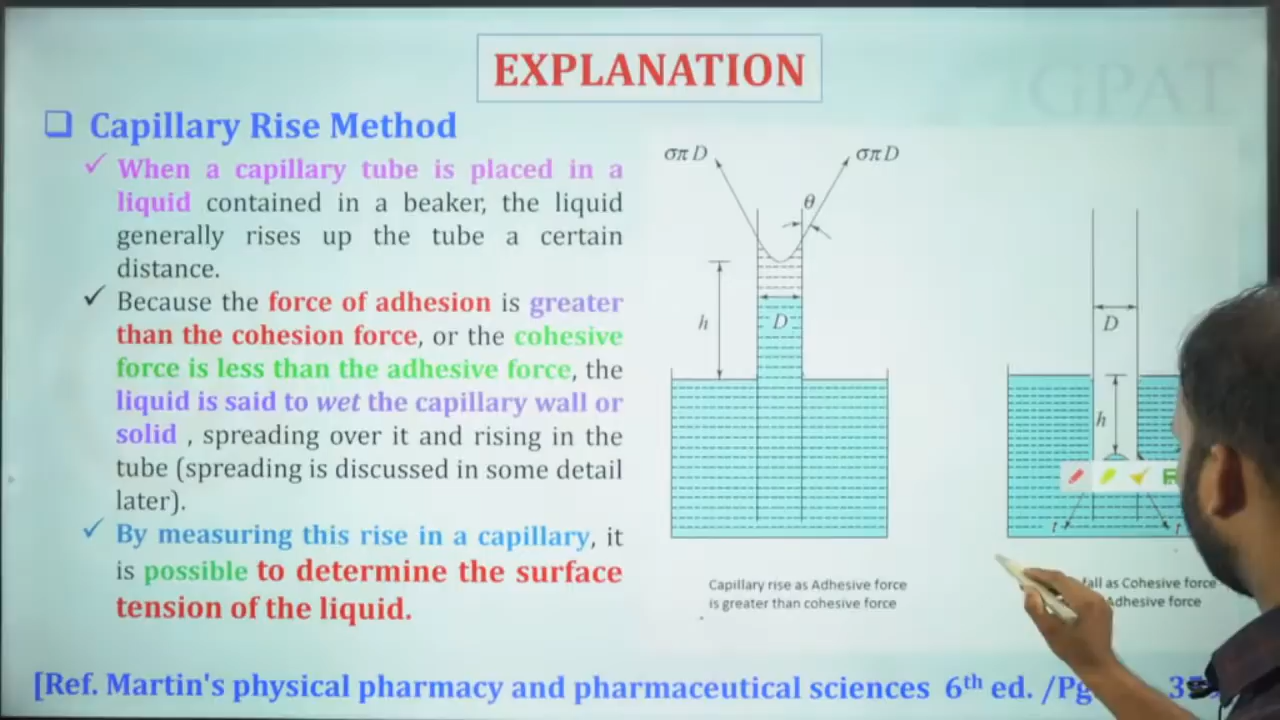 EXPLANATION
GPAT
❑ Capillary Rise Method
✓ When a capillary tube is placed in a
liquid contained in a beaker, the liquid
generally rises up the tube a certain
distance.
✓ Because the force of adhesion is greater
than the cohesion force, or the cohesive
force is less than the adhesive force, the
liquid is said to wet the capillary wall or
solid , spreading over it and rising in the
tube (spreading is discussed in some detail
later).
✓ By measuring this rise in a capillary, it
is possible to determine the surface
tension of the liquid.
σπD
σπD
θ
h
D
Capillary rise as Adhesive force
is greater than cohesive force
D
h
fall as Cohesive force
Adhesive force
[Ref. Martin's physical pharmacy and pharmaceutical sciences 6th ed. /Pg